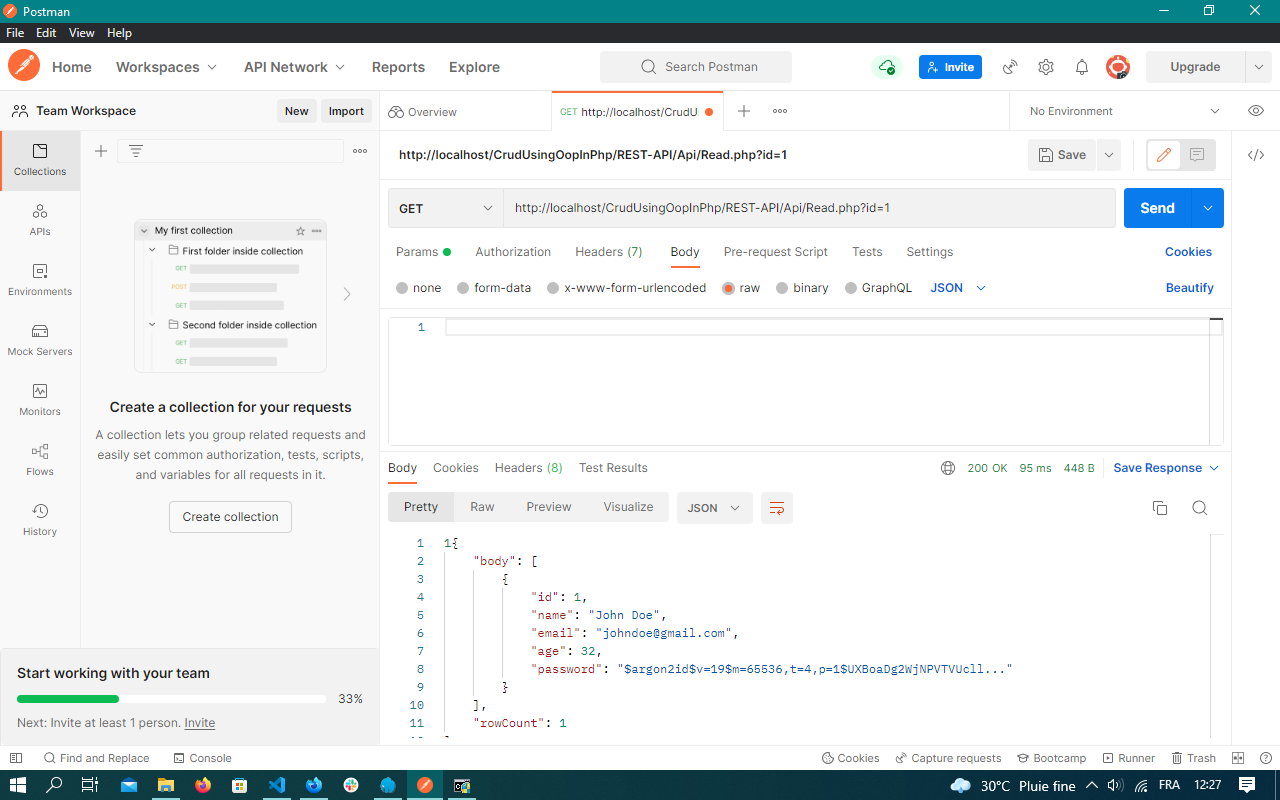 Postman
File Edit View Help
Home Workspaces API Network Reports Explore Search Postman Invite Upgrade
Team Workspace New Import Overview GET http://localhost/CrudU No Environment
Collections
APIs
Environments
Mock Servers
Monitors
Flows
History
My first collection
First folder inside collection
GET
POST
GET
Second folder inside collection
GET
GET
Create a collection for your requests
A collection lets you group related requests and
easily set common authorization, tests, scripts,
and variables for all requests in it.
Create collection
Start working with your team
33%
Next: Invite at least 1 person. Invite
http://localhost/CrudUsingOopInPhp/REST-API/Api/Read.php?id=1 Save
GET http://localhost/CrudUsingOopInPhp/REST-API/Api/Read.php?id=1 Send
Params Authorization Headers (7) Body Pre-request Script Tests Settings Cookies
none form-data x-www-form-urlencoded raw binary GraphQL JSON Beautify
1
Body Cookies Headers (8) Test Results 200 OK 95 ms 448 B Save Response
Pretty Raw Preview Visualize JSON
1 1{
2 "body": [
3 {
4 "id": 1,
5 "name": "John Doe",
6 "email": "johndoe@gmail.com",
7 "age": 32,
8 "password": "$argon2id$v=19$m=65536,t=4,p=1$UXBoaDg2WjNPVTVUcll..."
9 }
10 ],
11 "rowCount": 1
Find and Replace Console Cookies Capture requests Bootcamp Runner Trash
30°C Pluie fine FRA 12:27